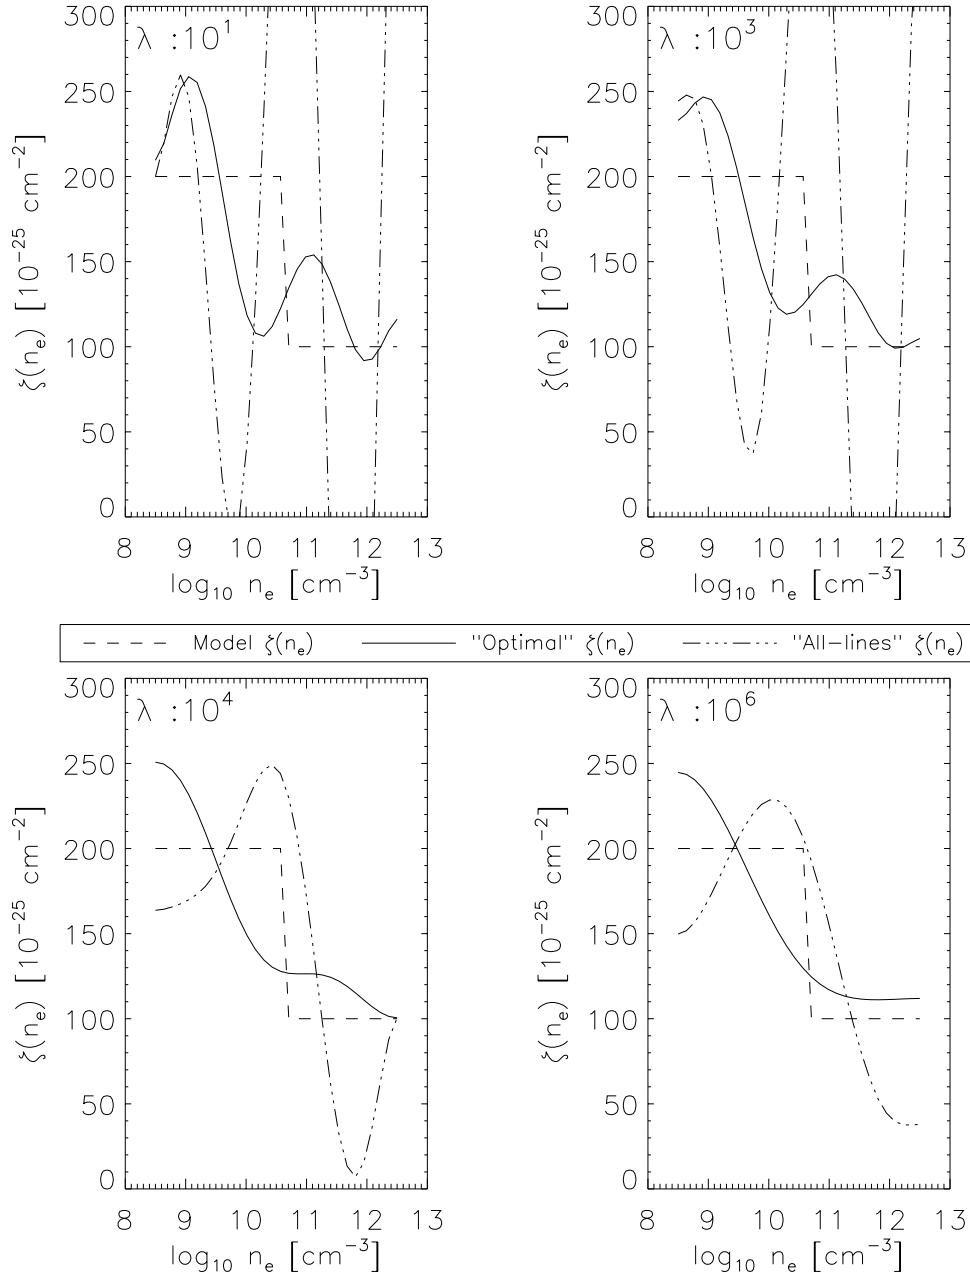 λ :10¹
ζ(nₑ) [10⁻²⁵ cm⁻²]
300
250
200
150
100
50
0
8 9 10 11 12 13
log₁₀ nₑ [cm⁻³]
λ :10³
ζ(nₑ) [10⁻²⁵ cm⁻²]
300
250
200
150
100
50
0
8 9 10 11 12 13
log₁₀ nₑ [cm⁻³]
Model ζ(nₑ) "Optimal" ζ(nₑ) "All-lines" ζ(nₑ)
λ :10⁴
ζ(nₑ) [10⁻²⁵ cm⁻²]
300
250
200
150
100
50
0
8 9 10 11 12 13
log₁₀ nₑ [cm⁻³]
λ :10⁶
ζ(nₑ) [10⁻²⁵ cm⁻²]
300
250
200
150
100
50
0
8 9 10 11 12 13
log₁₀ nₑ [cm⁻³]